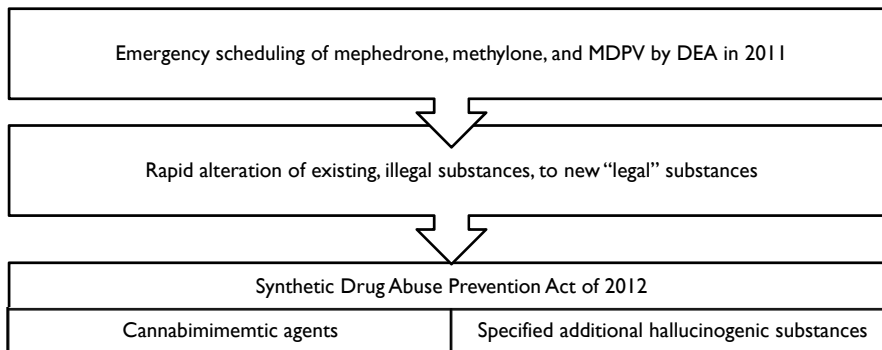 Emergency scheduling of mephedrone, methylone, and MDPV by DEA in 2011
Rapid alteration of existing, illegal substances, to new “legal” substances
Synthetic Drug Abuse Prevention Act of 2012
Cannabimimemtic agents
Specified additional hallucinogenic substances